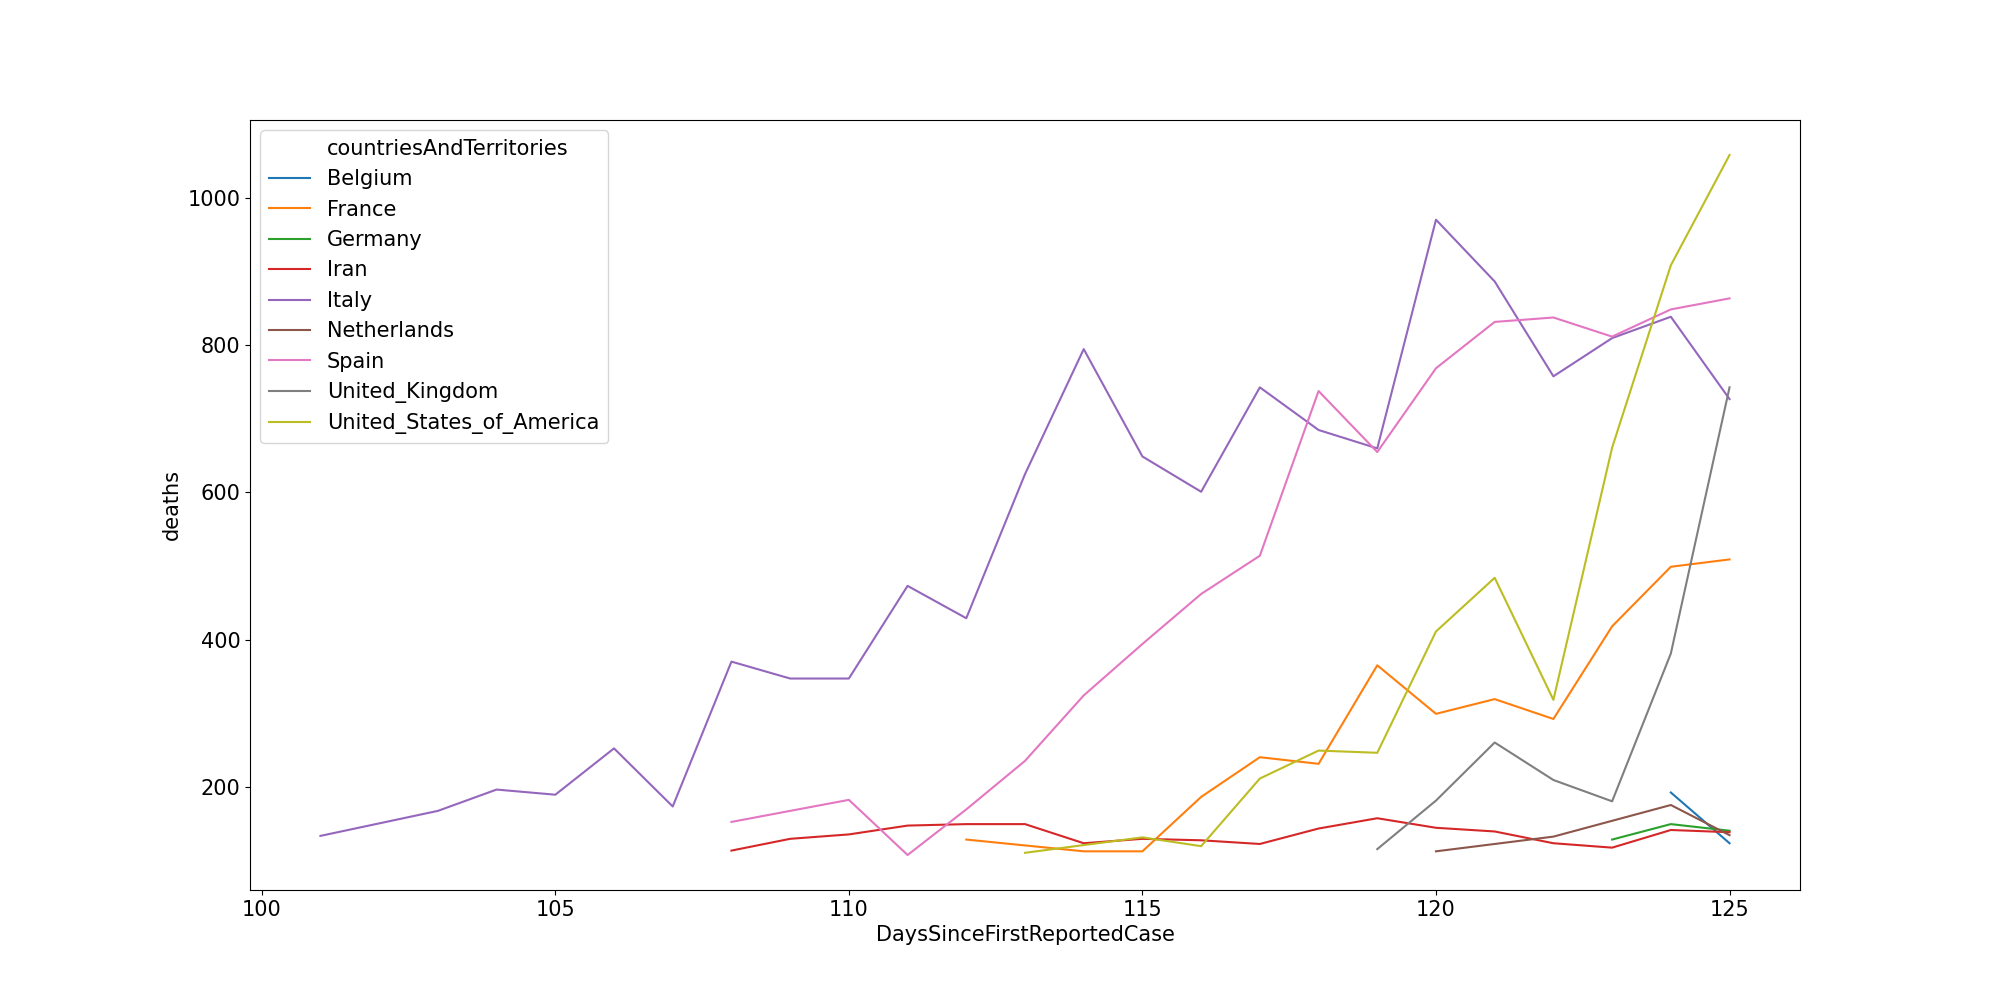 countriesAndTerritories
Belgium
France
Germany
Iran
Italy
Netherlands
Spain
United_Kingdom
United_States_of_America
1000
800
600
400
200
deaths
100 105 110 115 120 125
DaysSinceFirstReportedCase